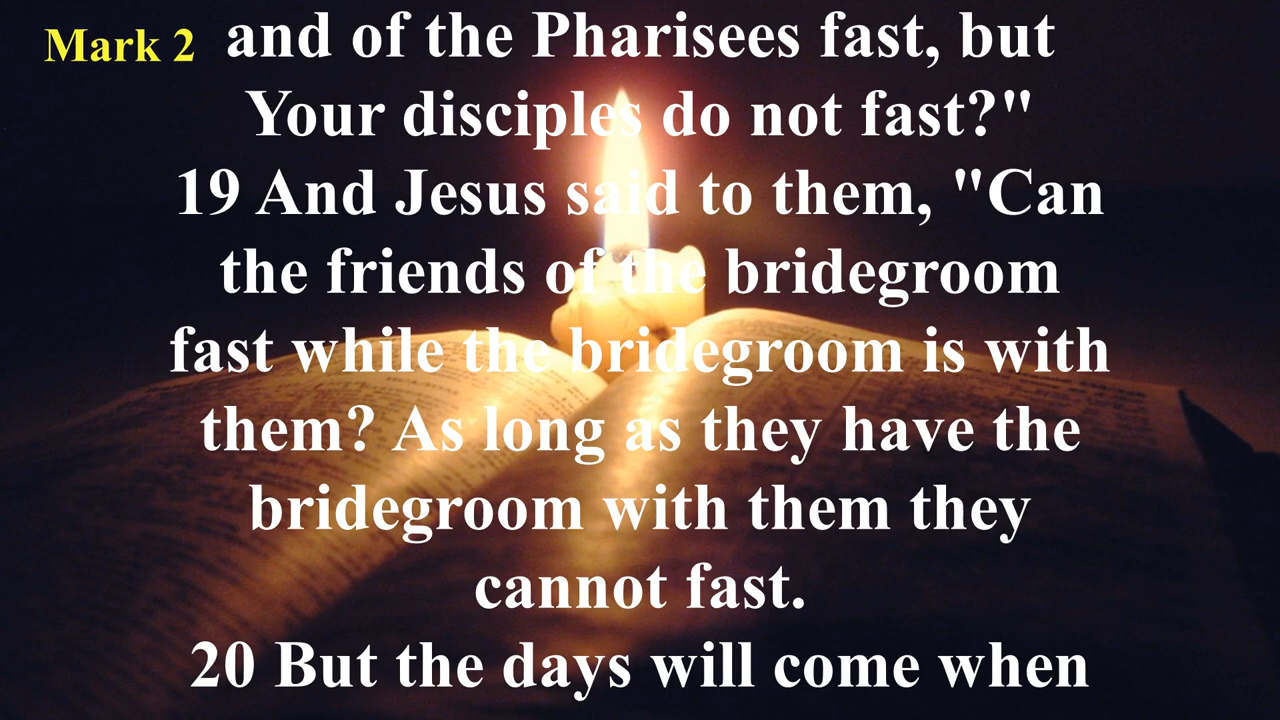 Mark 2
and of the Pharisees fast, but
Your disciples do not fast?"
19 And Jesus said to them, "Can
the friends of the bridegroom
fast while the bridegroom is with
them? As long as they have the
bridegroom with them they
cannot fast.
20 But the days will come when